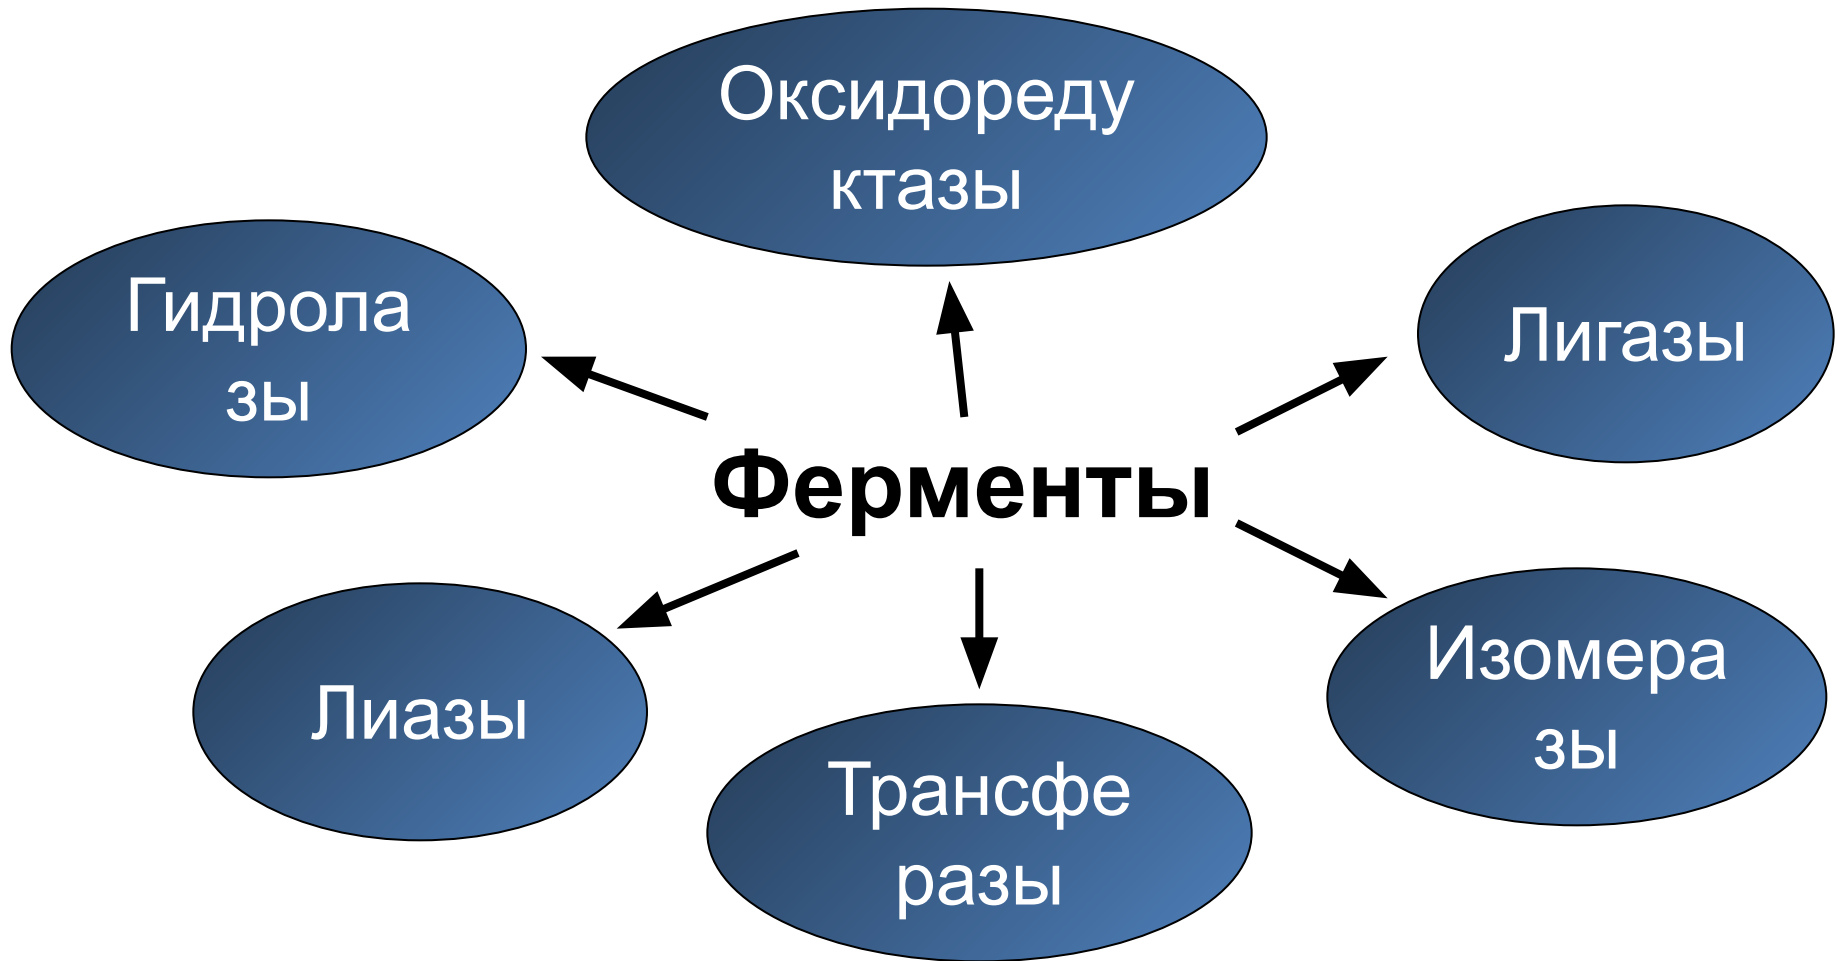 Оксидореду
ктазы
Гидрола
зы
Лигазы
Ферменты
Лиазы
Изомера
зы
Трансфе
разы